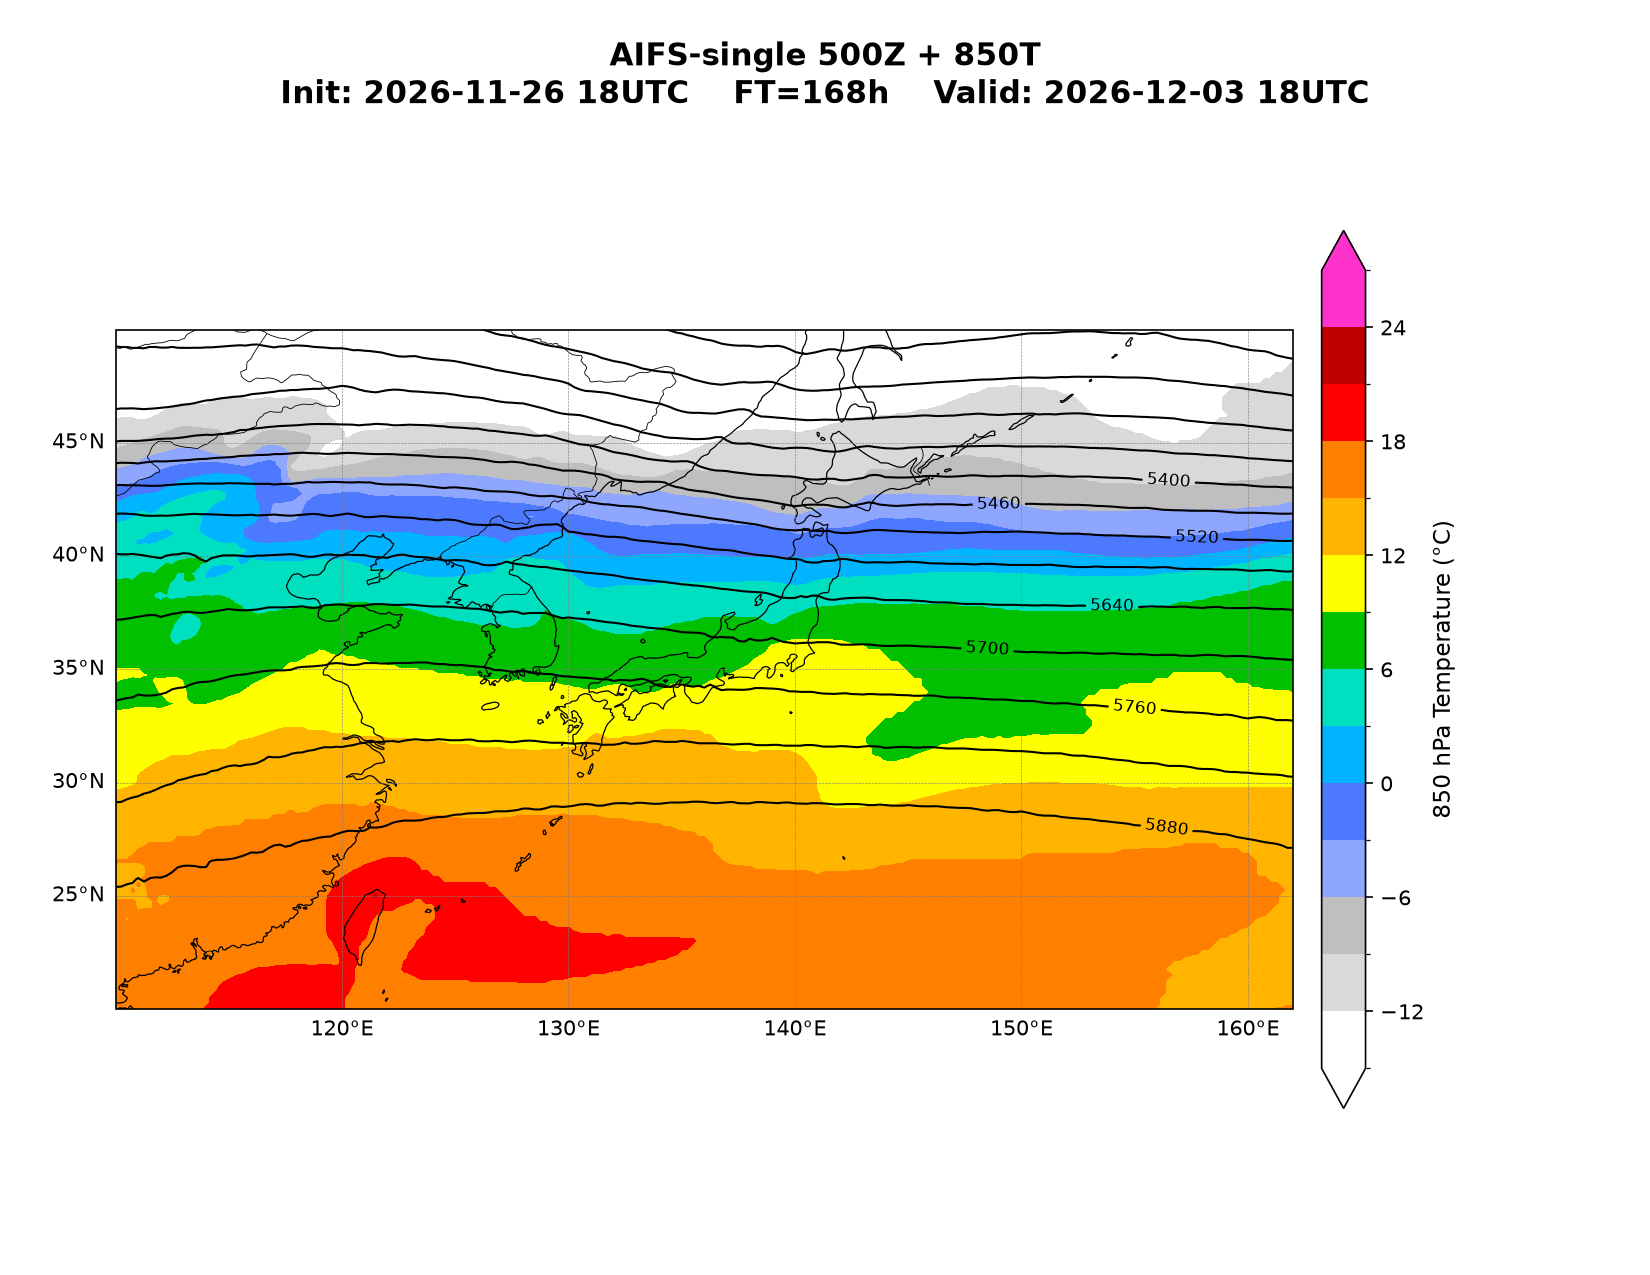 AIFS-single 500Z + 850T
Init: 2026-11-26 18UTC    FT=168h    Valid: 2026-12-03 18UTC
24
18
12
6
0
−6
−12
850 hPa Temperature (°C)
45°N
40°N
35°N
30°N
25°N
5400
5460
5520
5640
5700
5760
5880
120°E
130°E
140°E
150°E
160°E